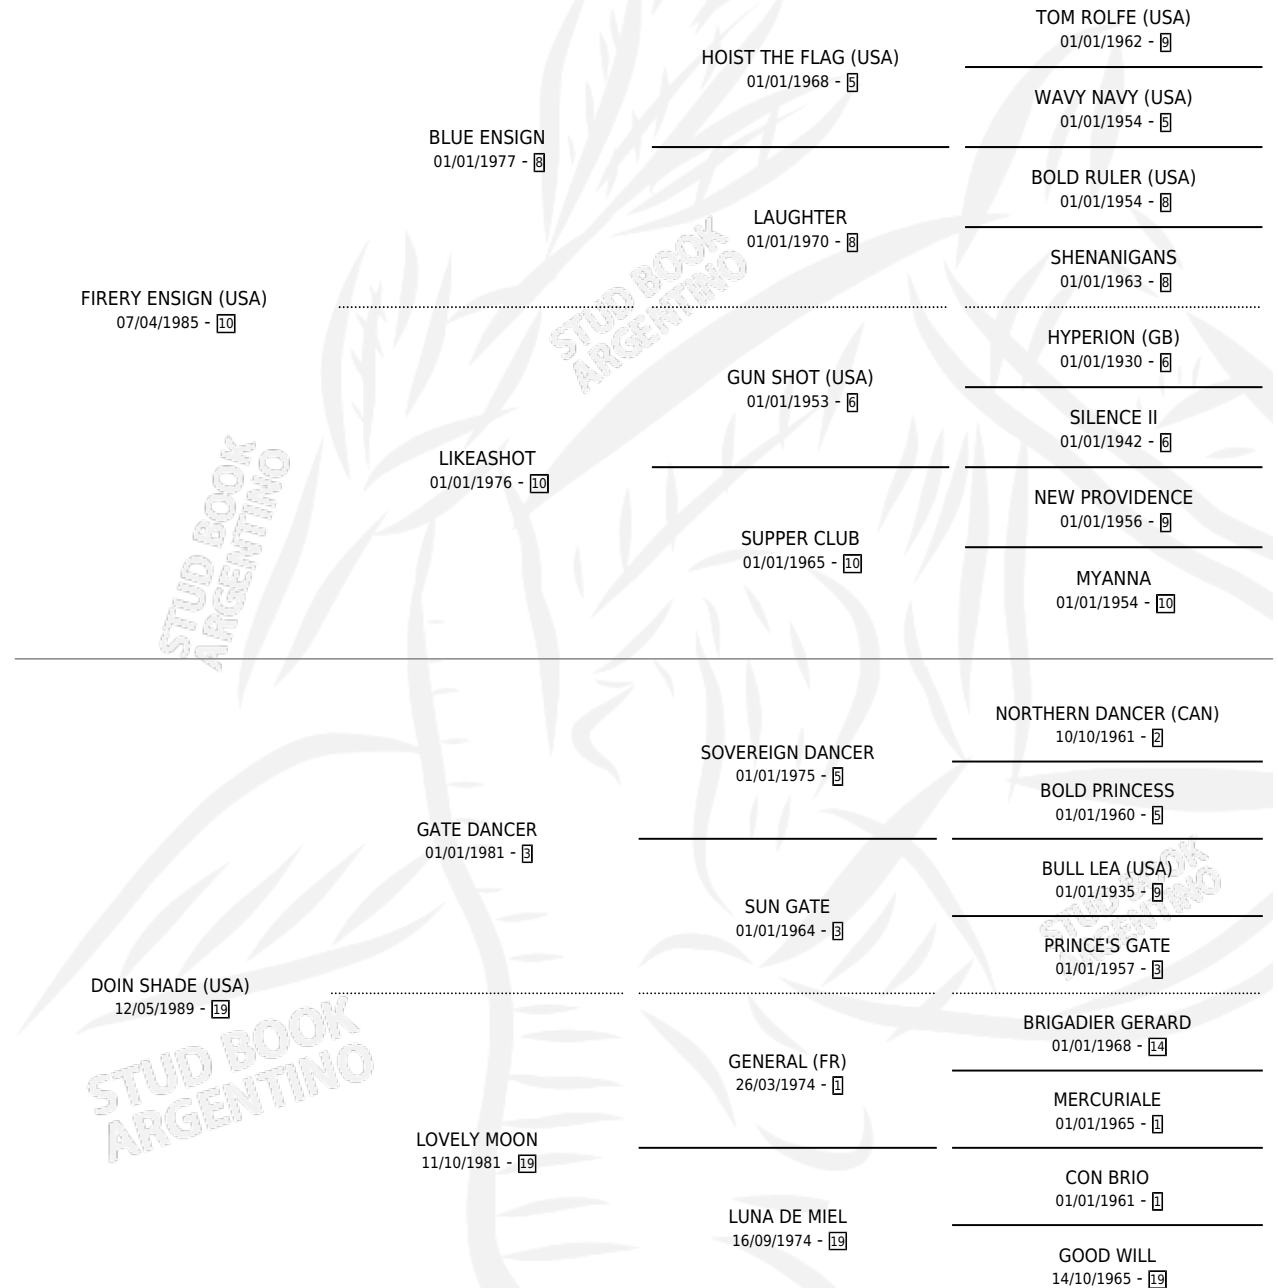 TOM ROLFE (USA)
01/01/1962 - 9
HOIST THE FLAG (USA)
01/01/1968 - 5
WAVY NAVY (USA)
01/01/1954 - 5
BLUE ENSIGN
01/01/1977 - 8
BOLD RULER (USA)
01/01/1954 - 8
LAUGHTER
01/01/1970 - 8
SHENANIGANS
01/01/1963 - 8
FIRERY ENSIGN (USA)
07/04/1985 - 10
HYPERION (GB)
01/01/1930 - 6
GUN SHOT (USA)
01/01/1953 - 6
SILENCE II
01/01/1942 - 6
LIKEASHOT
01/01/1976 - 10
NEW PROVIDENCE
01/01/1956 - 9
SUPPER CLUB
01/01/1965 - 10
MYANNA
01/01/1954 - 10
NORTHERN DANCER (CAN)
10/10/1961 - 2
SOVEREIGN DANCER
01/01/1975 - 5
BOLD PRINCESS
01/01/1960 - 5
GATE DANCER
01/01/1981 - 3
BULL LEA (USA)
01/01/1935 - 9
SUN GATE
01/01/1964 - 3
PRINCE'S GATE
01/01/1957 - 3
DOIN SHADE (USA)
12/05/1989 - 19
BRIGADIER GERARD
01/01/1968 - 14
GENERAL (FR)
26/03/1974 - 1
MERCURIALE
01/01/1965 - 1
LOVELY MOON
11/10/1981 - 19
CON BRIO
01/01/1961 - 1
LUNA DE MIEL
16/09/1974 - 19
GOOD WILL
14/10/1965 - 19
STUD BOOK
ARGENTINO
STUD BOOK
ARGENTINO
STUD BOOK
ARGENTINO
STUD BOOK
ARGENTINO